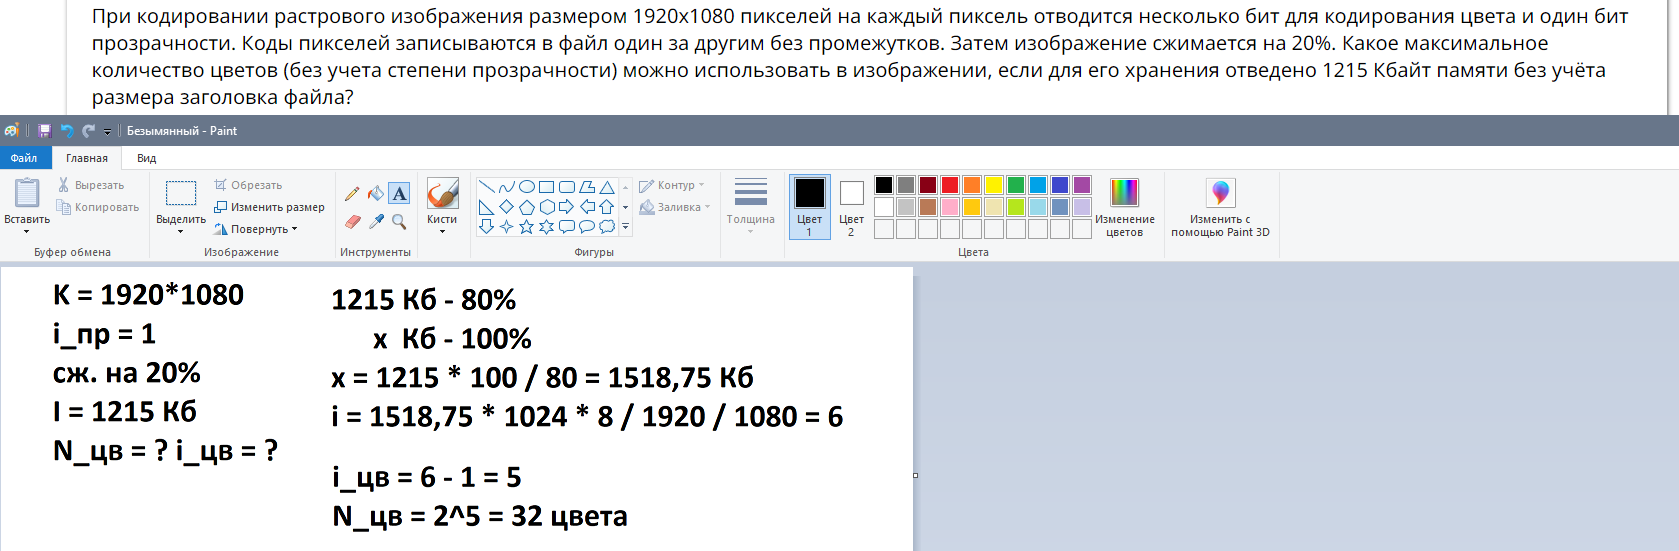 При кодировании растрового изображения размером 1920x1080 пикселей на каждый пиксель отводится несколько бит для кодирования цвета и один бит
прозрачности. Коды пикселей записываются в файл один за другим без промежутков. Затем изображение сжимается на 20%. Какое максимальное
количество цветов (без учета степени прозрачности) можно использовать в изображении, если для его хранения отведено 1215 Кбайт памяти без учёта
размера заголовка файла?
Безымянный - Paint
Файл
Главная
Вид
Вставить
Вырезать
Копировать
Буфер обмена
Выделить
Обрезать
Изменить размер
Повернуть
Изображение
A
Инструменты
Кисти
Контур
Заливка
Фигуры
Толщина
Цвет
1
Цвет
2
Изменение
цветов
Цвета
Изменить с
помощью Paint 3D
K = 1920*1080
i_пр = 1
сж. на 20%
I = 1215 Кб
N_цв = ? i_цв = ?
1215 Кб - 80%
x Кб - 100%
x = 1215 * 100 / 80 = 1518,75 Кб
i = 1518,75 * 1024 * 8 / 1920 / 1080 = 6
i_цв = 6 - 1 = 5
N_цв = 2^5 = 32 цвета